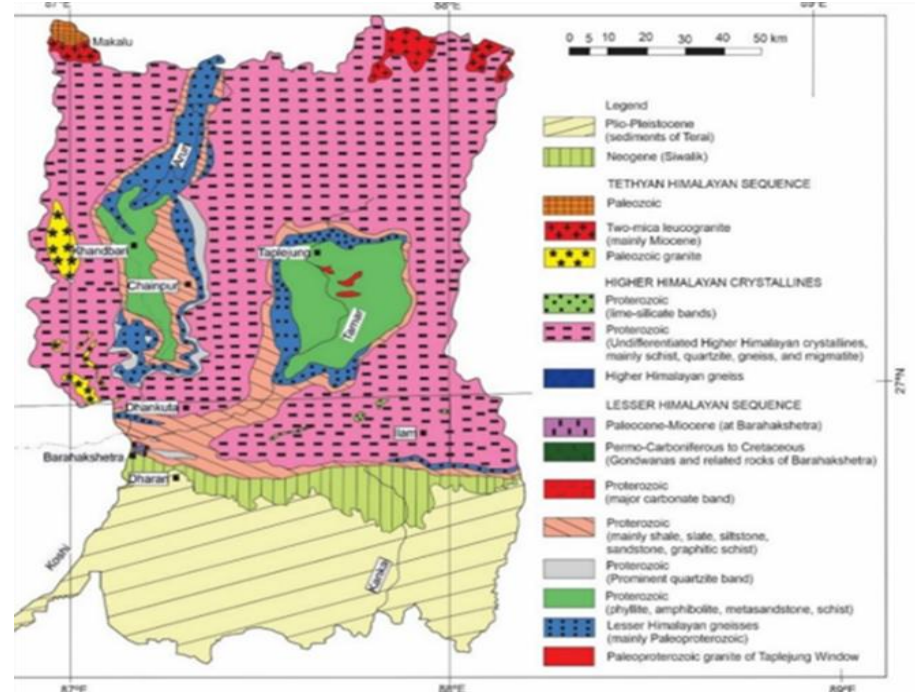 87°E
88°E
89°E
Makalu
0 5 10 20 30 40 50 km
Arun
Khandbari
Chainpur
Taplejung
Tamar
Dhankuta
Ilam
Barahakshetra
Dharan
Koshi
Kankai
27°N
87°E
88°E
89°E
Legend
Plio-Pleistocene
(sediments of Terai)
Neogene (Siwalik)
TETHYAN HIMALAYAN SEQUENCE
Paleozoic
Two-mica leucogranite
(mainly Miocene)
Paleozoic granite
HIGHER HIMALAYAN CRYSTALLINES
Proterozoic
(lime-silicate bands)
Proterozoic
(Undifferentiated Higher Himalayan crystallines,
mainly schist, quartzite, gneiss, and migmatite)
Higher Himalayan gneiss
LESSER HIMALAYAN SEQUENCE
Paleocene-Miocene (at Barahakshetra)
Permo-Carboniferous to Cretaceous
(Gondwanas and related rocks of Barahakshetra)
Proterozoic
(major carbonate band)
Proterozoic
(mainly shale, slate, siltstone,
sandstone, graphitic schist)
Proterozoic
(Prominent quartzite band)
Proterozoic
(phyllite, amphibolite, metasandstone, schist)
Lesser Himalayan gneisses
(mainly Paleoproterozoic)
Paleoproterozoic granite of Taplejung Window